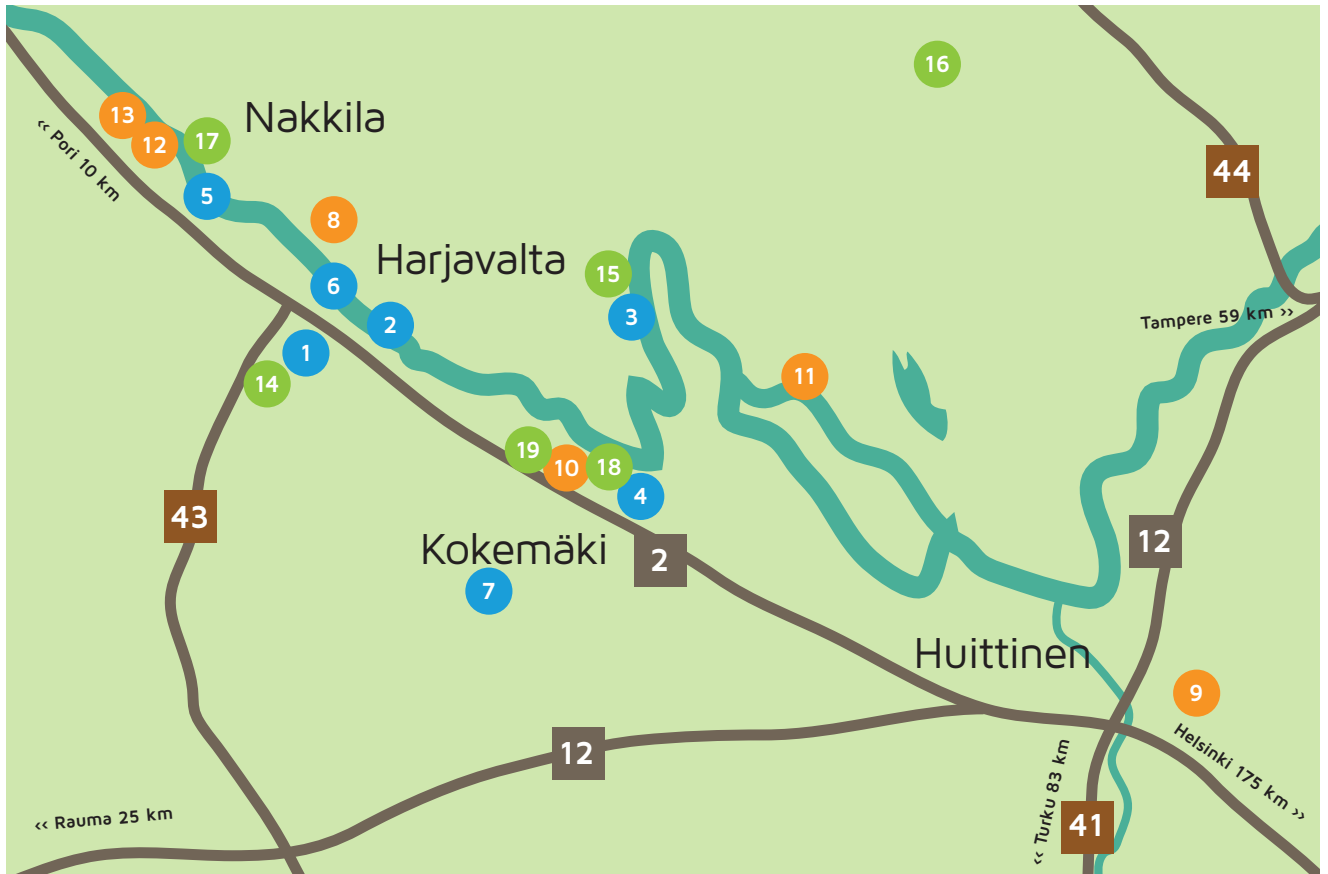 16
13
Nakkila
17
12
<< Pori 10 km
44
5
8
Harjavalta
15
6
3
2
Tampere 59 km >>
1
11
14
19
10
18
4
43
12
Kokemäki
2
7
Huittinen
9
12
Helsinki 175 km >>
<< Turku 83 km
<< Rauma 25 km
41